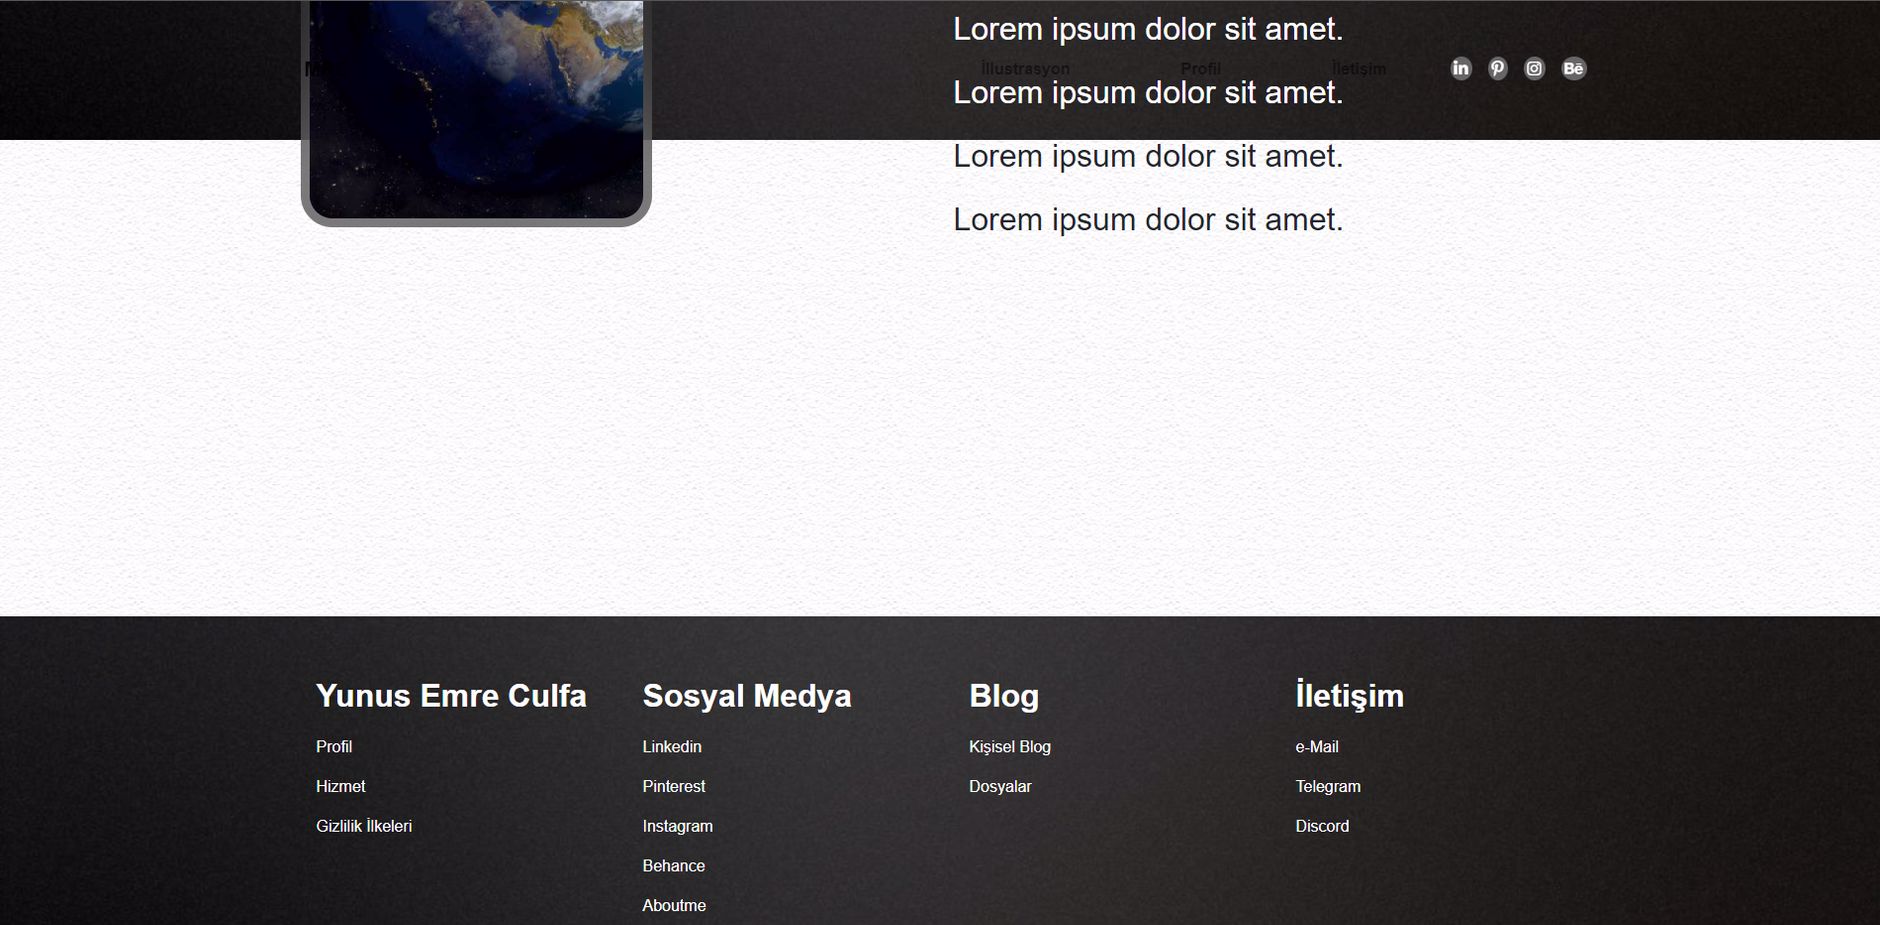 Lorem ipsum dolor sit amet.
İllustrasyon Profil İletişim in Bē
Lorem ipsum dolor sit amet.
Lorem ipsum dolor sit amet.
Lorem ipsum dolor sit amet.
Yunus Emre Culfa Sosyal Medya Blog İletişim
Profil Linkedin Kişisel Blog e-Mail
Hizmet Pinterest Dosyalar Telegram
Gizlilik İlkeleri Instagram Discord
Behance
Aboutme